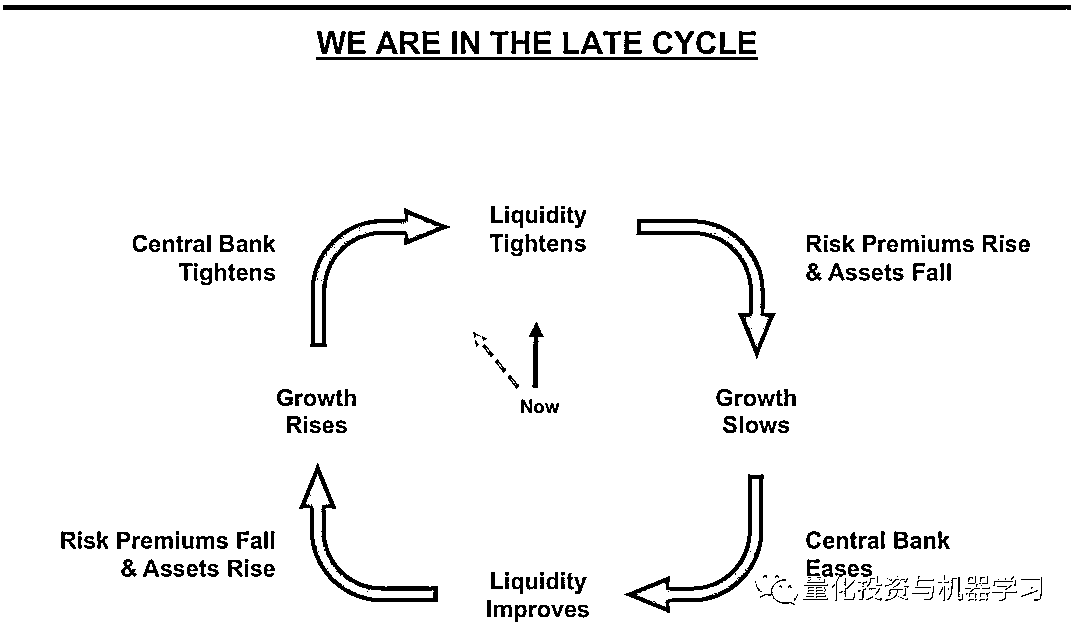 WE ARE IN THE LATE CYCLE
Liquidity
Tightens
Central Bank
Tightens
Risk Premiums Rise
& Assets Fall
Now
Growth
Rises
Growth
Slows
Risk Premiums Fall
& Assets Rise
Liquidity
Improves
Central Bank
Eases
量化投资与机器学习